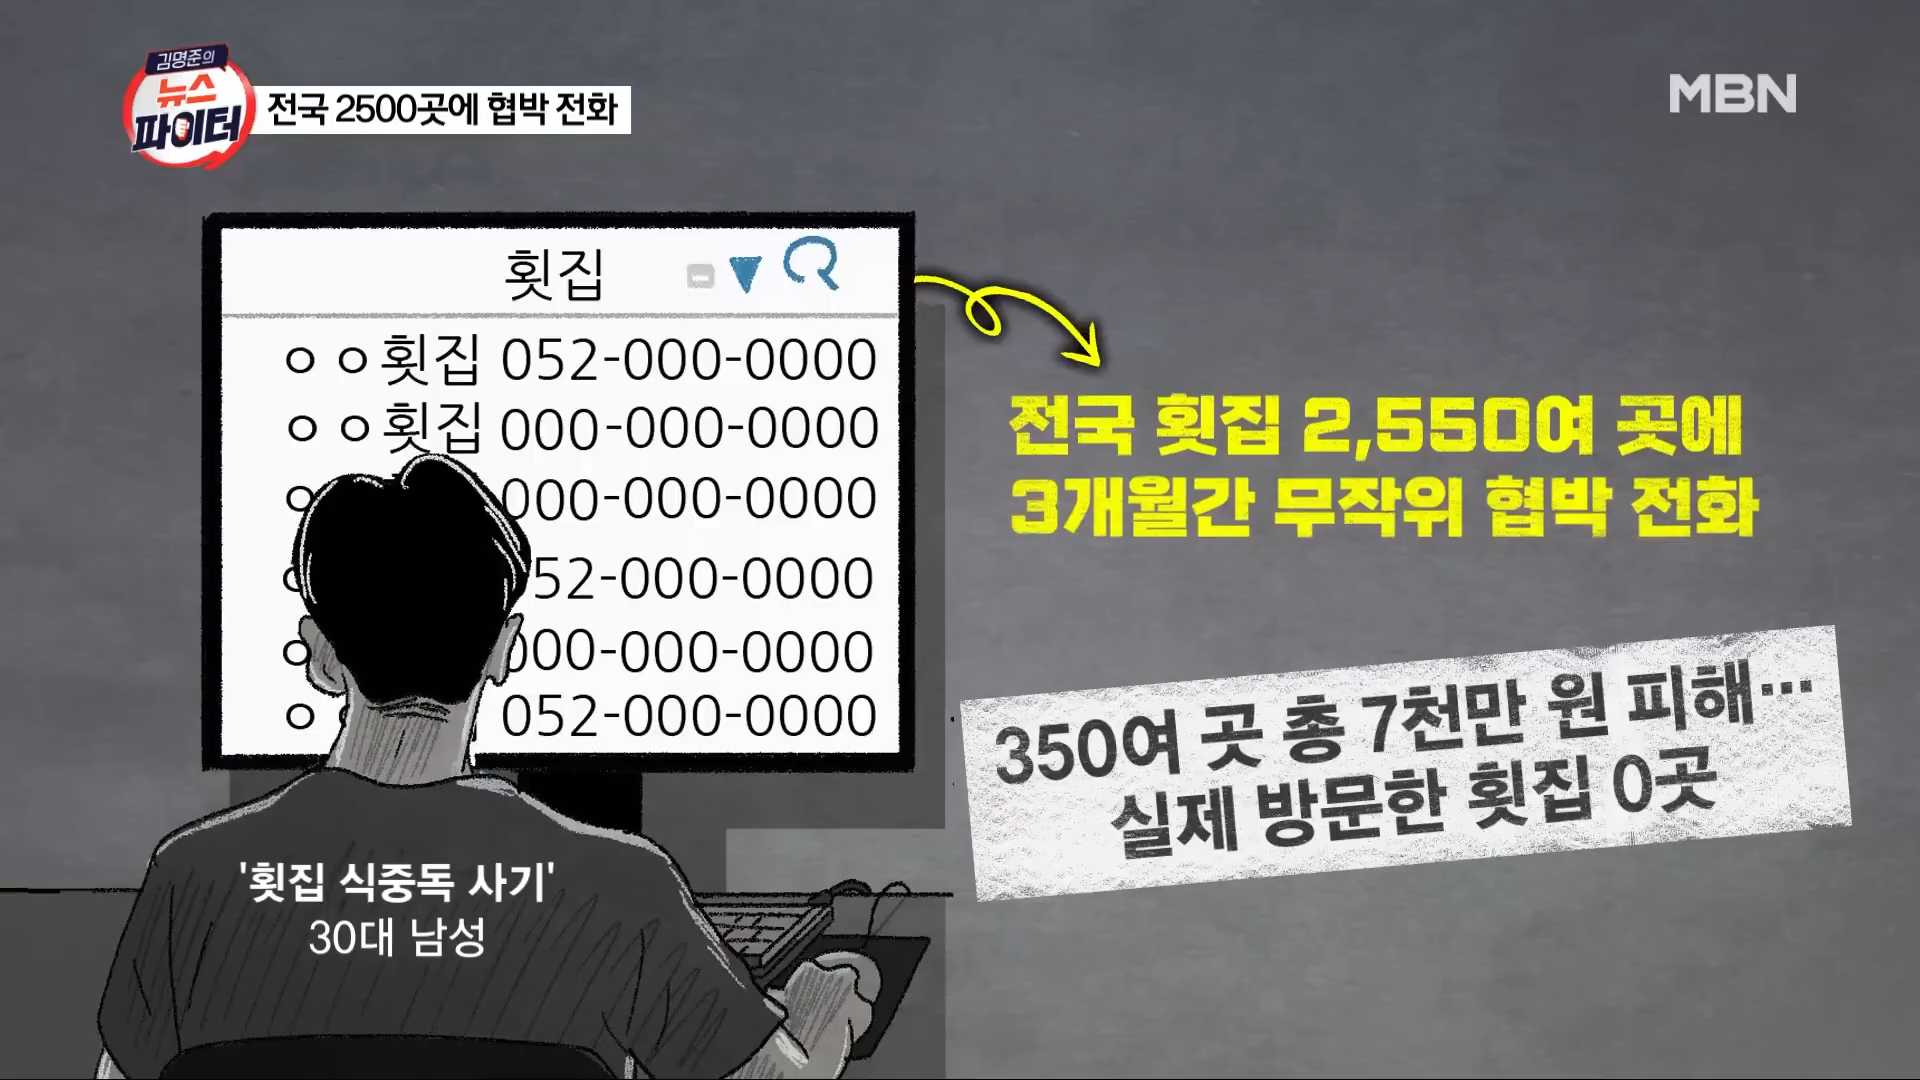 김명준의
뉴스
파이터
전국 2500곳에 협박 전화
MBN
횟집
ㅇㅇ횟집 052-000-0000
ㅇㅇ횟집 000-000-0000
ㅇ 000-000-0000
52-000-0000
ㅇ 000-000-0000
ㅇ 052-000-0000
전국 횟집 2,550여 곳에
3개월간 무작위 협박 전화
350여 곳 총 7천만 원 피해…
실제 방문한 횟집 0곳
'횟집 식중독 사기'
30대 남성